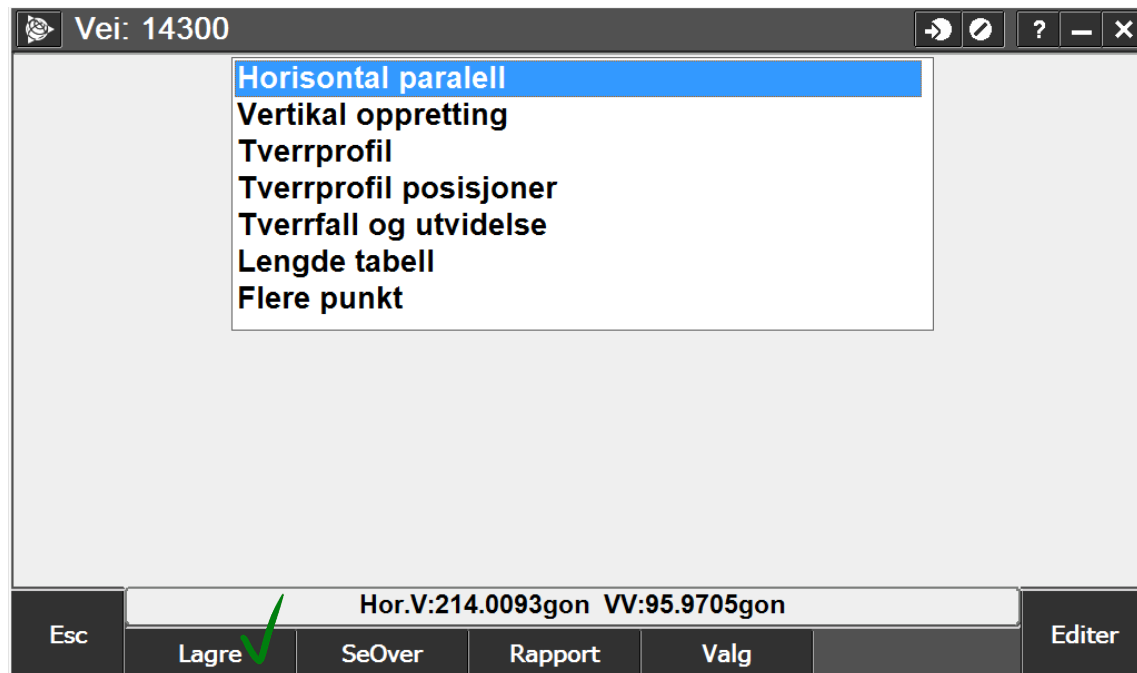 Vei: 14300
?
Horisontal paralell
Vertikal oppretting
Tverrprofil
Tverrprofil posisjoner
Tverrfall og utvidelse
Lengde tabell
Flere punkt
Hor.V:214.0093gon VV:95.9705gon
Esc
Lagre
SeOver
Rapport
Valg
Editer